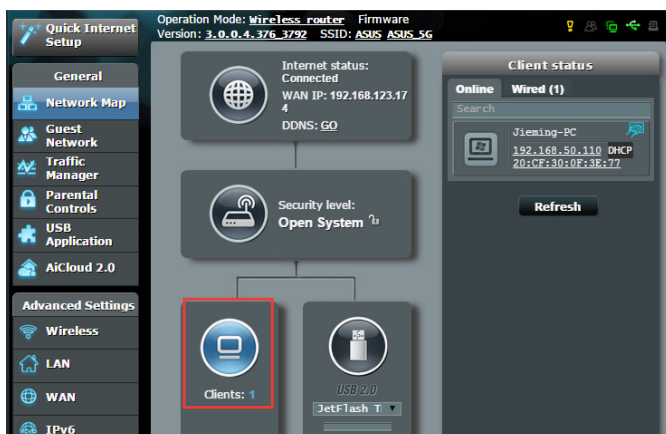 Quick Internet
Setup
Operation Mode: Wireless router Firmware
Version: 3.0.0.4.376_3792 SSID: ASUS ASUS_5G
General
Network Map
Guest
Network
Traffic
Manager
Parental
Controls
USB
Application
AiCloud 2.0
Advanced Settings
Wireless
LAN
WAN
IPv6
Internet status:
Connected
WAN IP: 192.168.123.17
4
DDNS: GO
Security level:
Open System
Clients: 1
USB 2.0
JetFlash T
Client status
Online Wired (1)
Search
Jieming-PC
192.168.50.110 DHCP
20:CF:30:0F:3E:77
Refresh